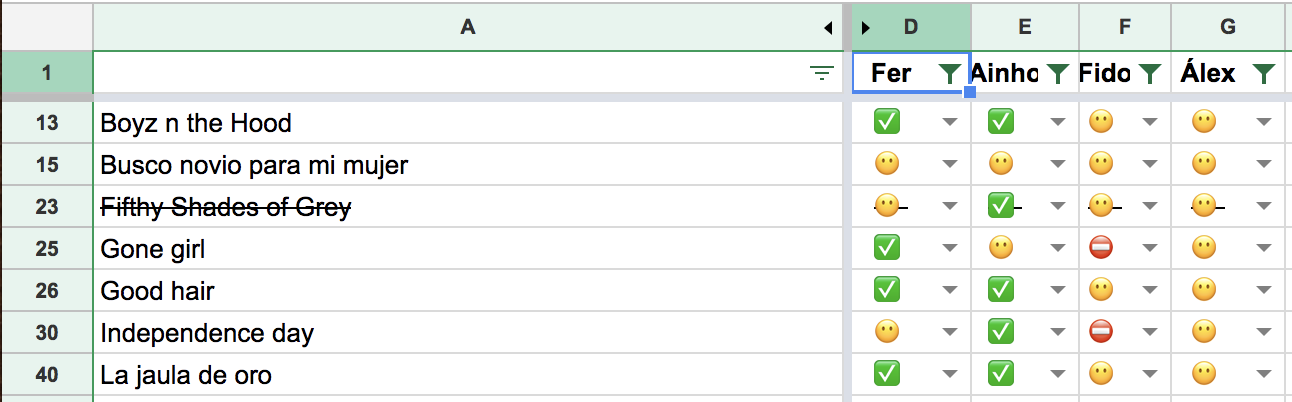 A D E F G
1 Fer Ainho Fido Álex
13 Boyz n the Hood ✅ ✅ 😶 😶
15 Busco novio para mi mujer 😶 😶 😶 😶
23 Fifthy Shades of Grey 😶 ✅ 😶 😶
25 Gone girl ✅ 😶 ⛔ 😶
26 Good hair ✅ ✅ 😶 😶
30 Independence day 😶 ✅ ⛔ 😶
40 La jaula de oro ✅ ✅ 😶 😶